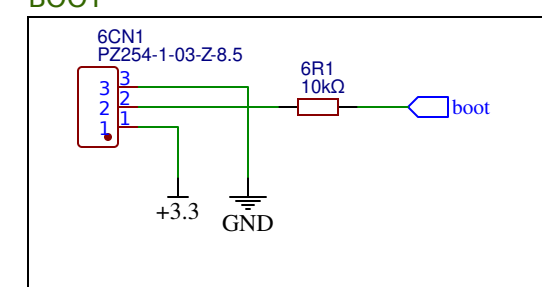 BOOT
6CN1
PZ254-1-03-Z-8.5
3 3
2 2
1 1
6R1
10kΩ
boot
+3.3
GND